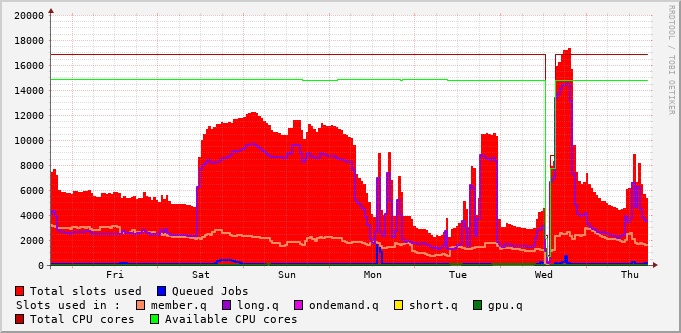 20000
18000
16000
14000
12000
10000
8000
6000
4000
2000
0
Fri Sat Sun Mon Tue Wed Thu
RRDTOOL / TOBI OETIKER
Total slots used Queued Jobs
Slots used in : member.q long.q ondemand.q short.q gpu.q
Total CPU cores Available CPU cores